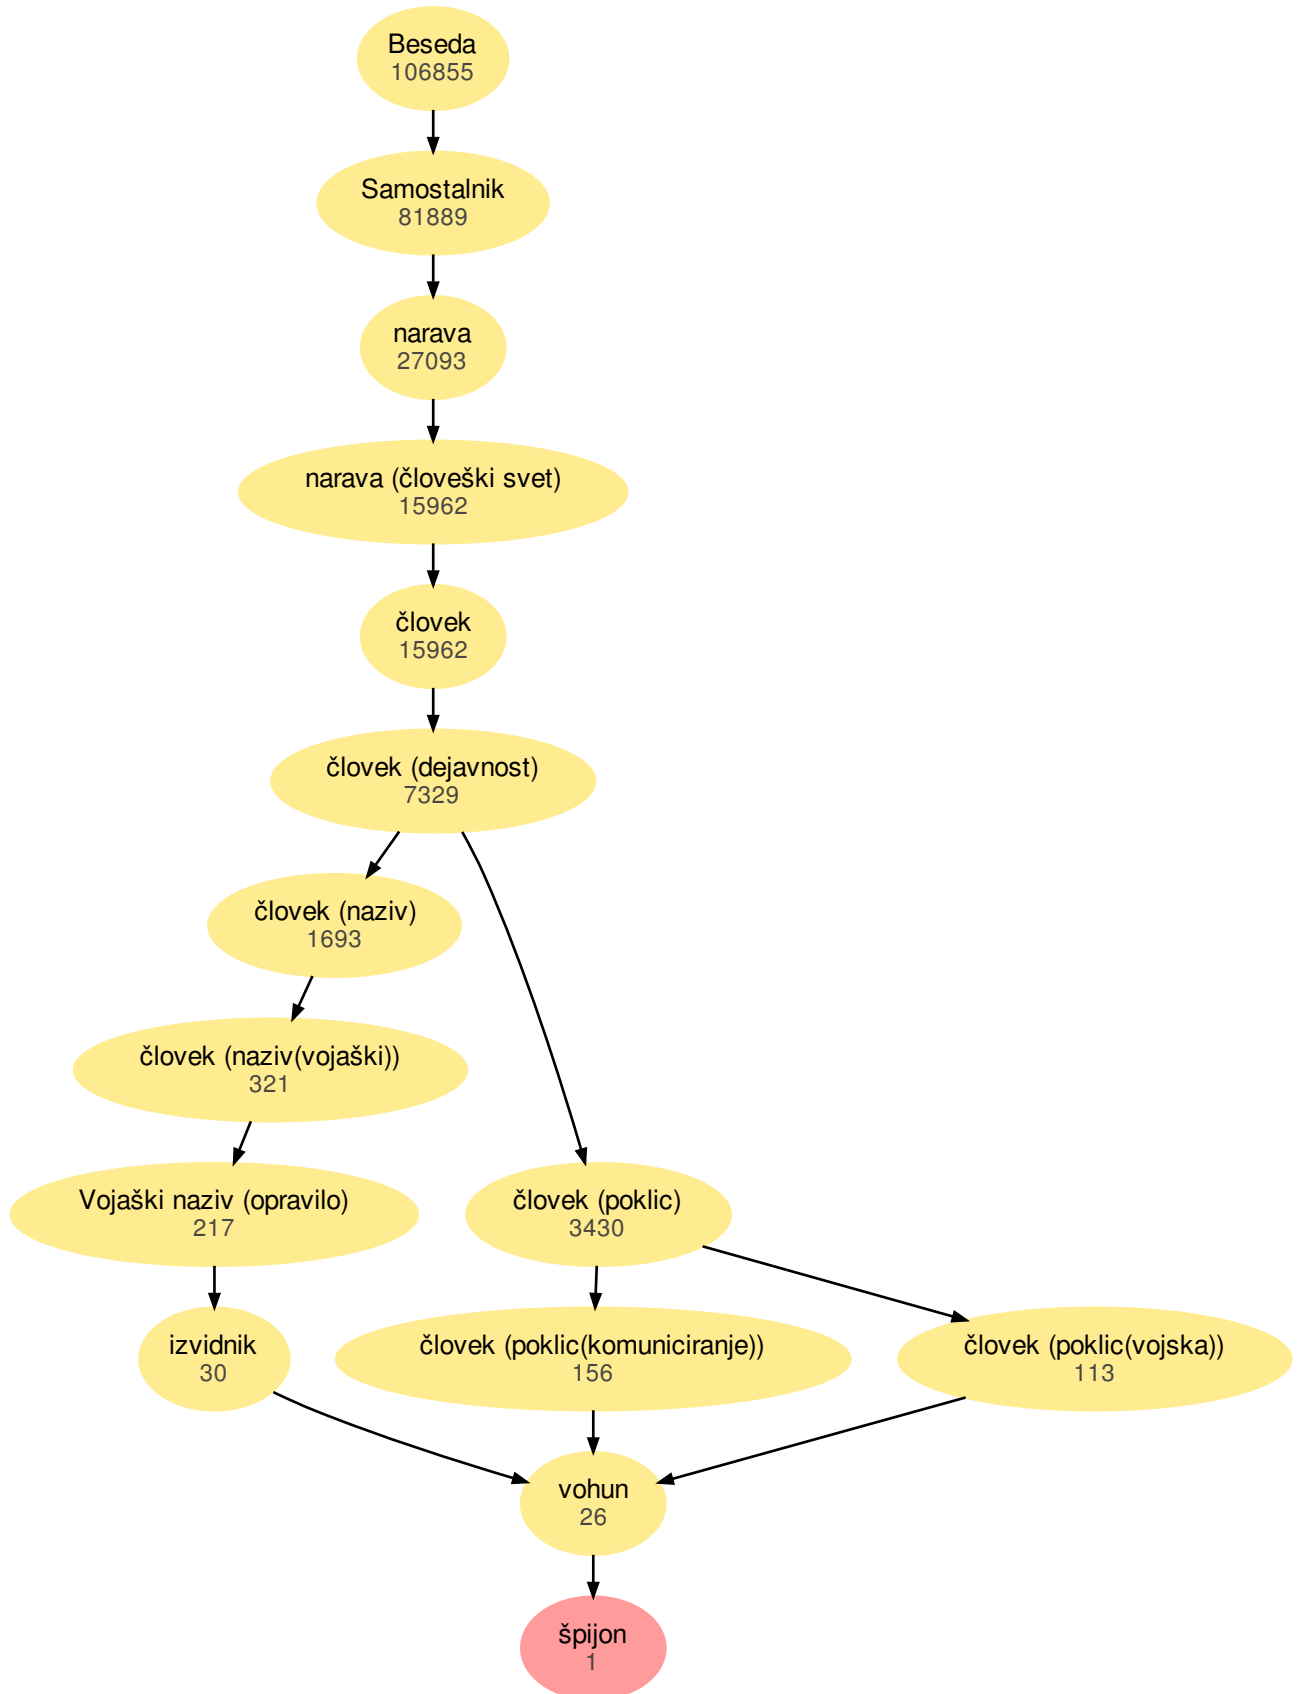 Beseda
106855
Samostalnik
81889
narava
27093
narava (človeški svet)
15962
človek
15962
človek (dejavnost)
7329
človek (naziv)
1693
človek (naziv(vojaški))
321
Vojaški naziv (opravilo)
217
človek (poklic)
3430
izvidnik
30
človek (poklic(komuniciranje))
156
človek (poklic(vojska))
113
vohun
26
špijon
1